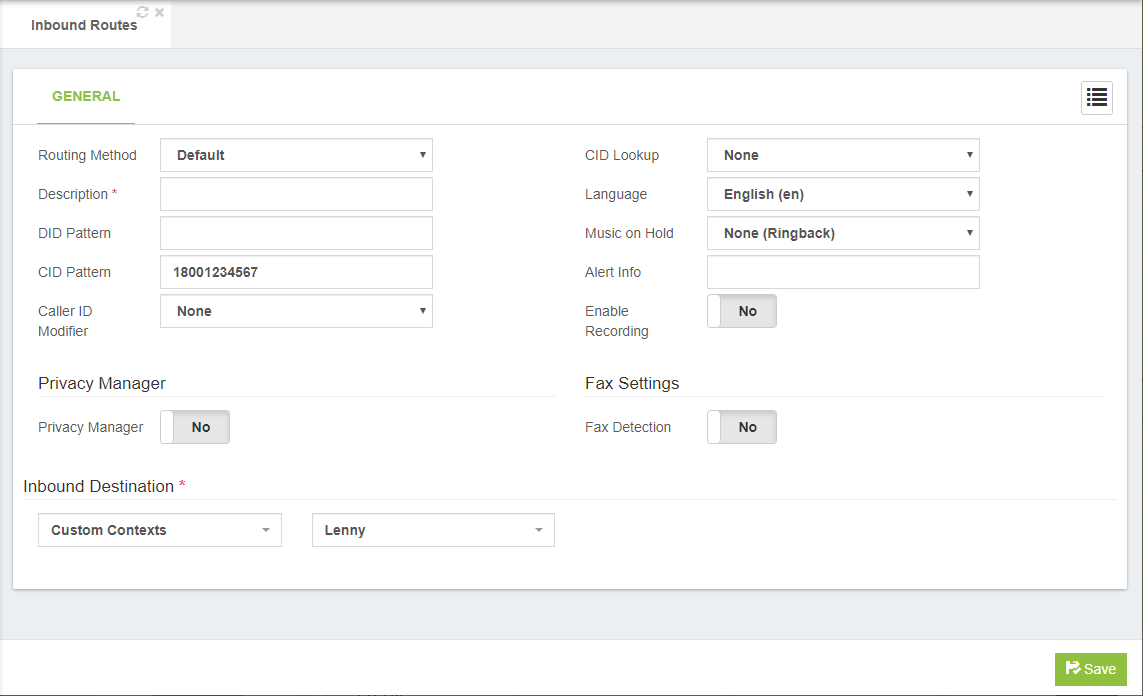 Inbound Routes
GENERAL
Routing Method Default
Description *
DID Pattern
CID Pattern 18001234567
Caller ID
Modifier
None
CID Lookup None
Language English (en)
Music on Hold None (Ringback)
Alert Info
Enable
Recording
No
Privacy Manager
Privacy Manager No
Fax Settings
Fax Detection No
Inbound Destination *
Custom Contexts Lenny
Save